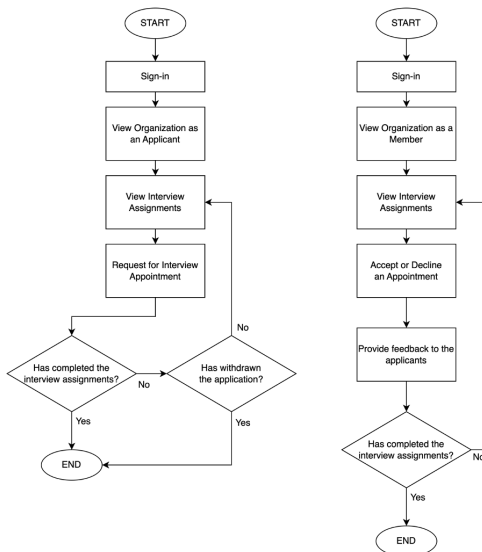 START
Sign-in
View Organization as
an Applicant
View Interview
Assignments
Request for Interview
Appointment
No
Has completed the
interview assignments?
No
Has withdrawn
the application?
Yes
Yes
END
START
Sign-in
View Organization as a
Member
View Interview
Assignments
Accept or Decline
an Appointment
Provide feedback to the
applicants
Has completed the
interview assignments?
No
Yes
END